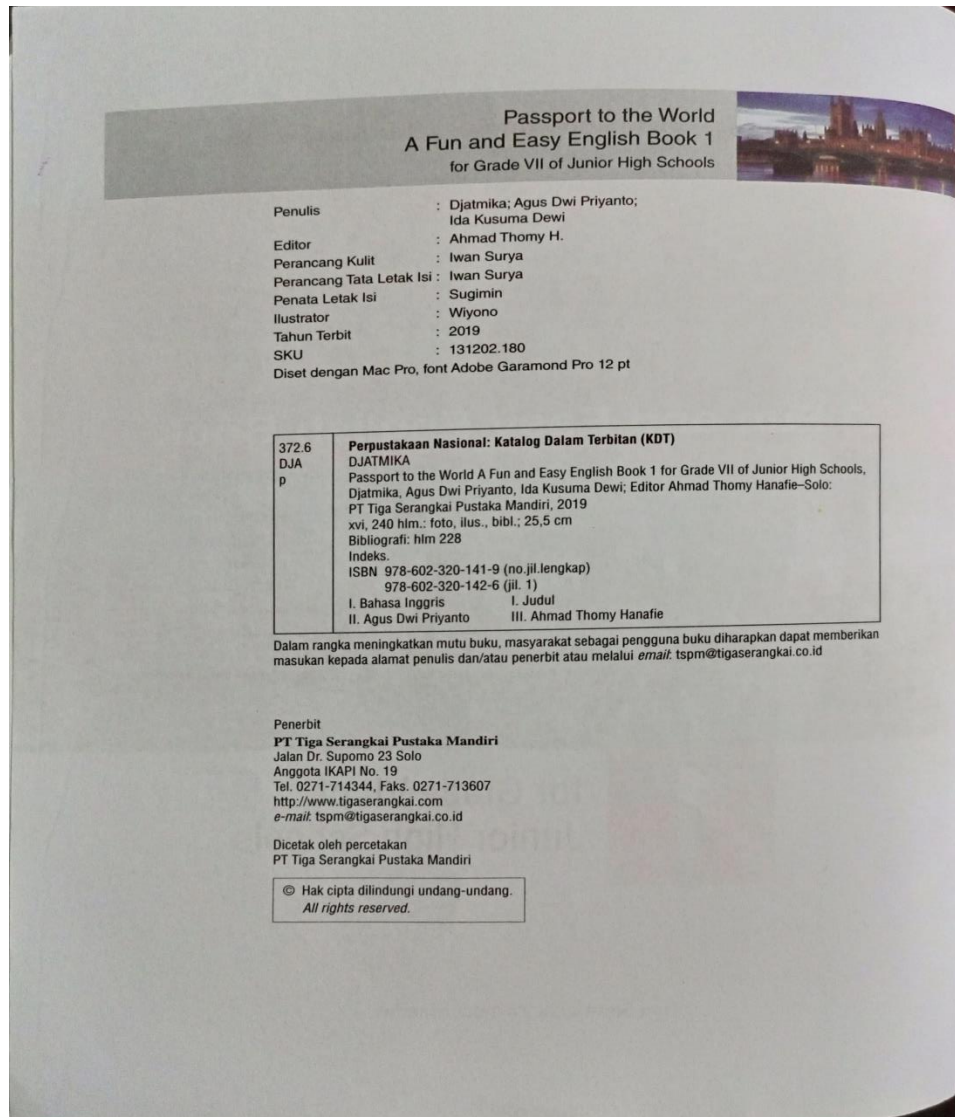 Passport to the World
A Fun and Easy English Book 1
for Grade VII of Junior High Schools
Penulis : Djatmika; Agus Dwi Priyanto;
Ida Kusuma Dewi
Editor : Ahmad Thomy H.
Perancang Kulit : Iwan Surya
Perancang Tata Letak Isi : Iwan Surya
Penata Letak Isi : Sugimin
Ilustrator : Wiyono
Tahun Terbit : 2019
SKU : 131202.180
Diset dengan Mac Pro, font Adobe Garamond Pro 12 pt
372.6 Perpustakaan Nasional: Katalog Dalam Terbitan (KDT)
DJA DJATMIKA
p Passport to the World A Fun and Easy English Book 1 for Grade VII of Junior High Schools,
Djatmika, Agus Dwi Priyanto, Ida Kusuma Dewi; Editor Ahmad Thomy Hanafie–Solo:
PT Tiga Serangkai Pustaka Mandiri, 2019
xvi, 240 hlm.: foto, ilus., bibl.; 25,5 cm
Bibliografi: hlm 228
Indeks.
ISBN 978-602-320-141-9 (no.jil.lengkap)
978-602-320-142-6 (jil. 1)
I. Bahasa Inggris I. Judul
II. Agus Dwi Priyanto III. Ahmad Thomy Hanafie
Dalam rangka meningkatkan mutu buku, masyarakat sebagai pengguna buku diharapkan dapat memberikan
masukan kepada alamat penulis dan/atau penerbit atau melalui email: tspm@tigaserangkai.co.id
Penerbit
PT Tiga Serangkai Pustaka Mandiri
Jalan Dr. Supomo 23 Solo
Anggota IKAPI No. 19
Tel. 0271-714344, Faks. 0271-713607
http://www.tigaserangkai.com
e-mail: tspm@tigaserangkai.co.id
Dicetak oleh percetakan
PT Tiga Serangkai Pustaka Mandiri
© Hak cipta dilindungi undang-undang.
All rights reserved.